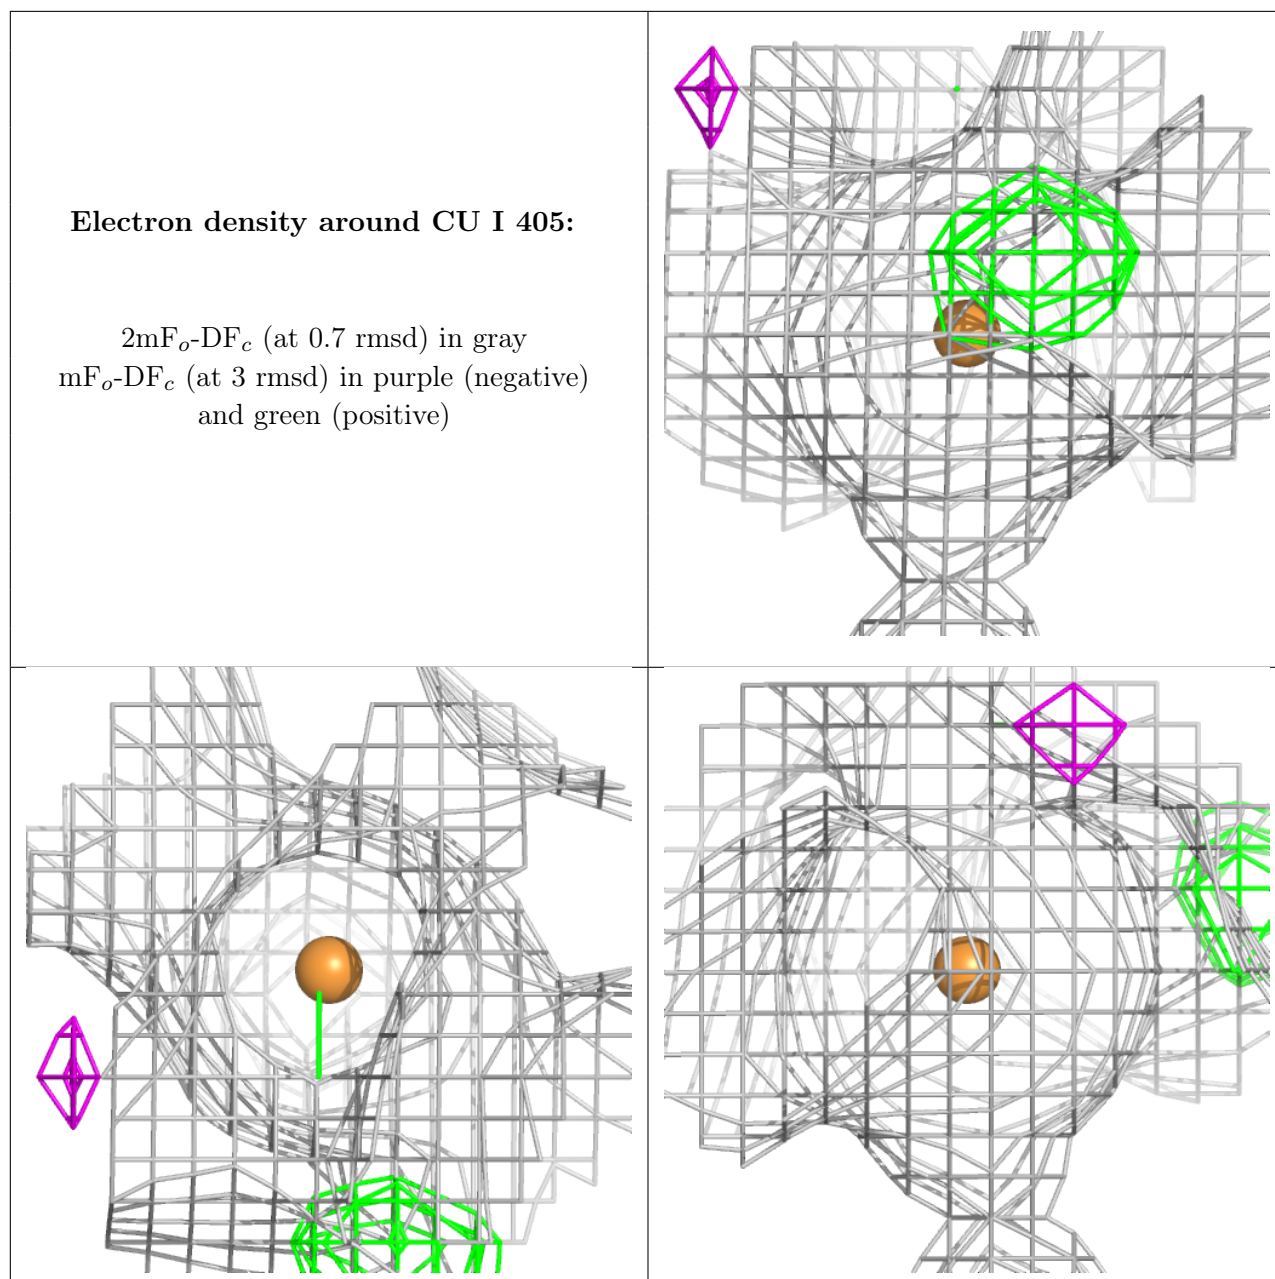 Electron density around CU I 405:
2mFo-DFc (at 0.7 rmsd) in gray
mFo-DFc (at 3 rmsd) in purple (negative)
and green (positive)